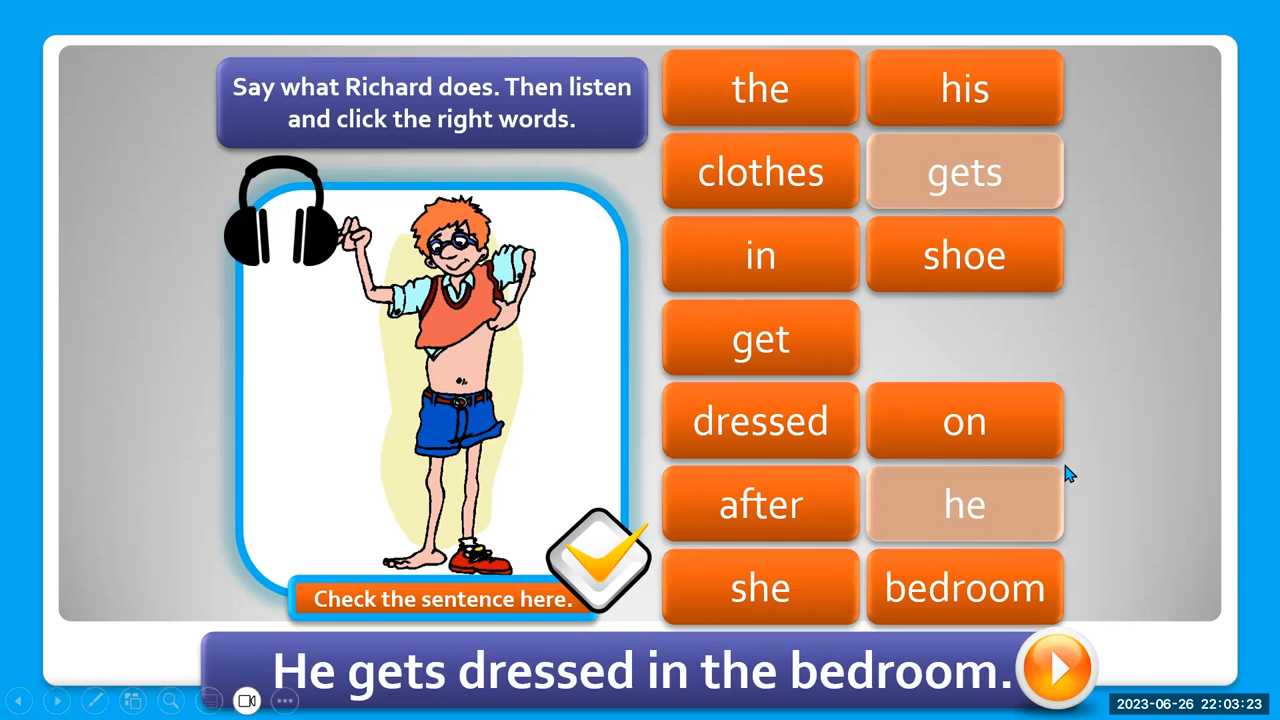 Say what Richard does. Then listen
and click the right words.
the
his
clothes
gets
in
shoe
get
dressed
on
after
he
she
bedroom
Check the sentence here.
He gets dressed in the bedroom.
2023-06-26 22:03:23